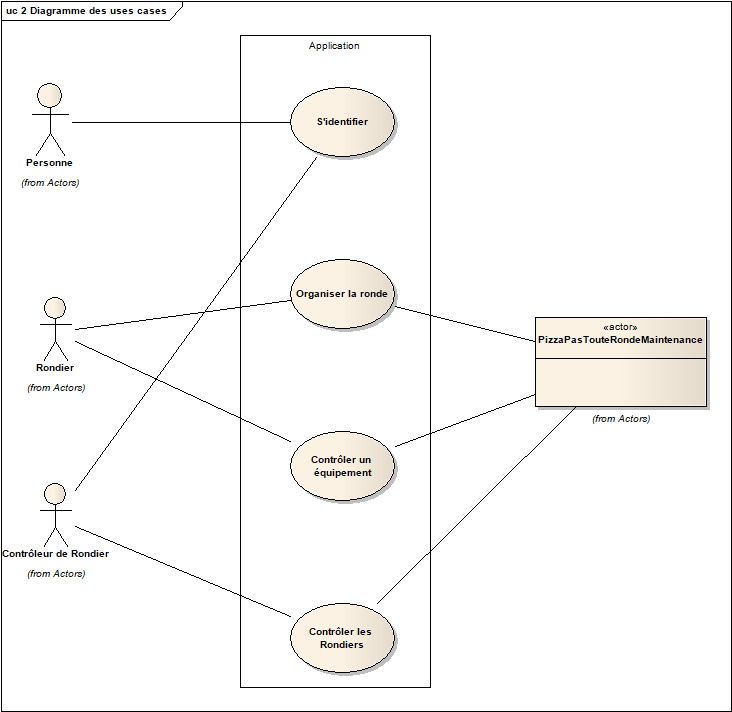 uc 2 Diagramme des uses cases
Application
S'identifier
Personne
(from Actors)
Organiser la ronde
Rondier
(from Actors)
«actor»
PizzaPasTouteRondeMaintenance
(from Actors)
Contrôler un
équipement
Contrôleur de Rondier
(from Actors)
Contrôler les
Rondiers